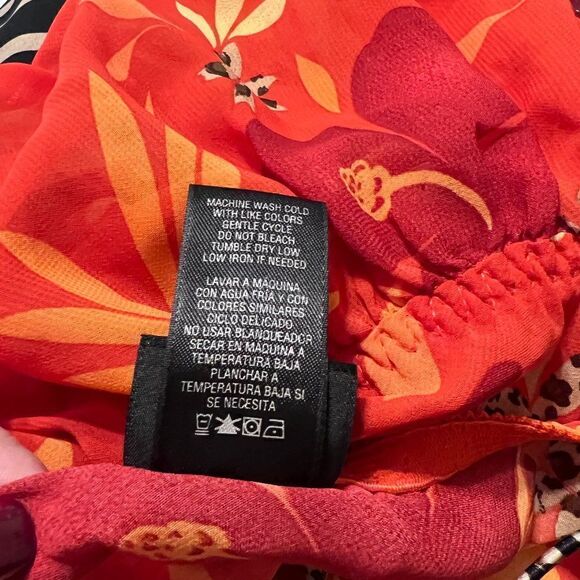 MACHINE WASH COLD
WITH LIKE COLORS
GENTLE CYCLE
DO NOT BLEACH
TUMBLE DRY LOW
LOW IRON IF NEEDED
LAVAR A MAQUINA
CON AGUA FRÍA Y CON
COLORES SIMILARES
CICLO DELICADO
NO USAR BLANQUEADOR
SECAR EN MAQUINA A
TEMPERATURA BAJA
PLANCHAR A
TEMPERATURA BAJA SI
SE NECESITA